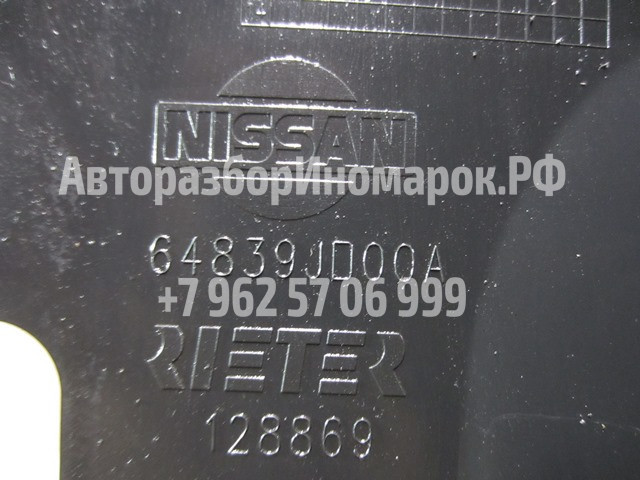 NISSAN
АвторазборИномарок.РФ
64839JD00A
+7 962 57 06 999
RIETER
128869